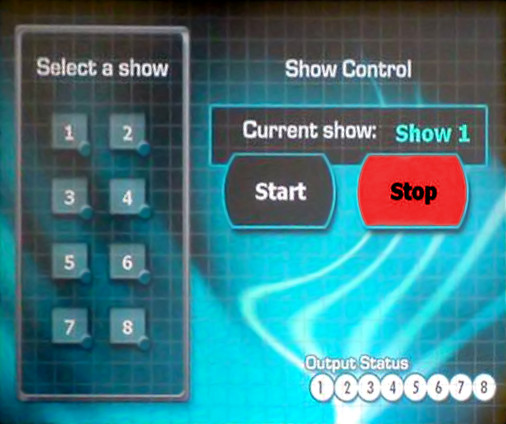 Select a show
1 2
3 4
5 6
7 8
Show Control
Current show: Show 1
Start Stop
Output Status
1 2 3 4 5 6 7 8